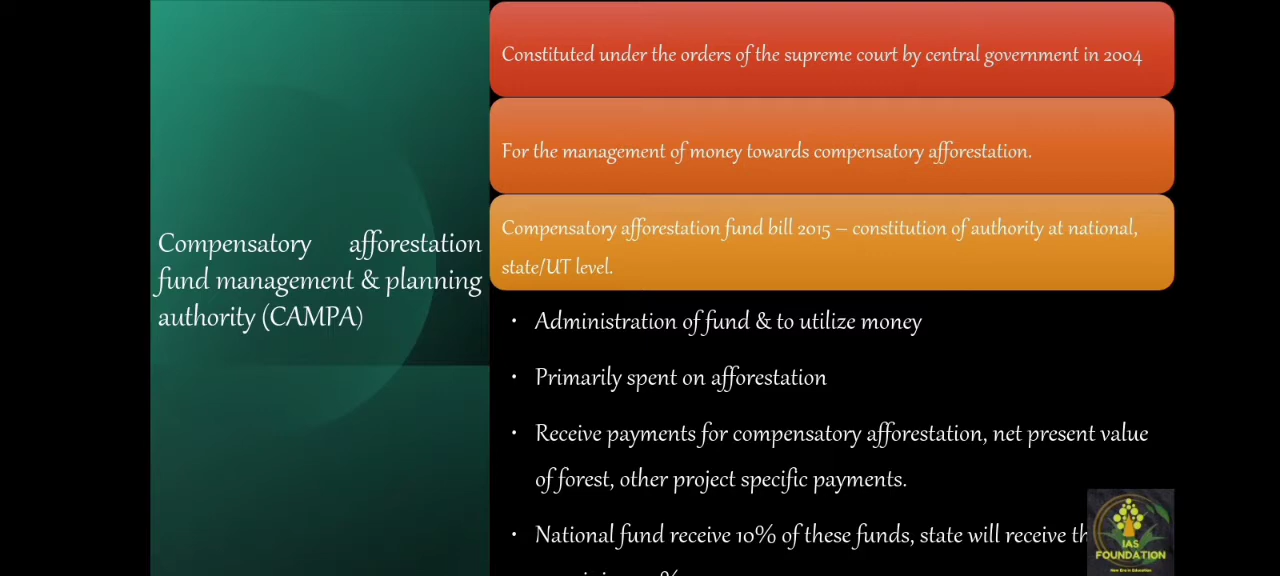 Compensatory afforestation
fund management & planning
authority (CAMPA)
Constituted under the orders of the supreme court by central government in 2004
For the management of money towards compensatory afforestation.
Compensatory afforestation fund bill 2015 – constitution of authority at national,
state/UT level.
• Administration of fund & to utilize money
• Primarily spent on afforestation
• Receive payments for compensatory afforestation, net present value
of forest, other project specific payments.
• National fund receive 10% of these funds, state will receive
IAS
FOUNDATION
New Era in Education